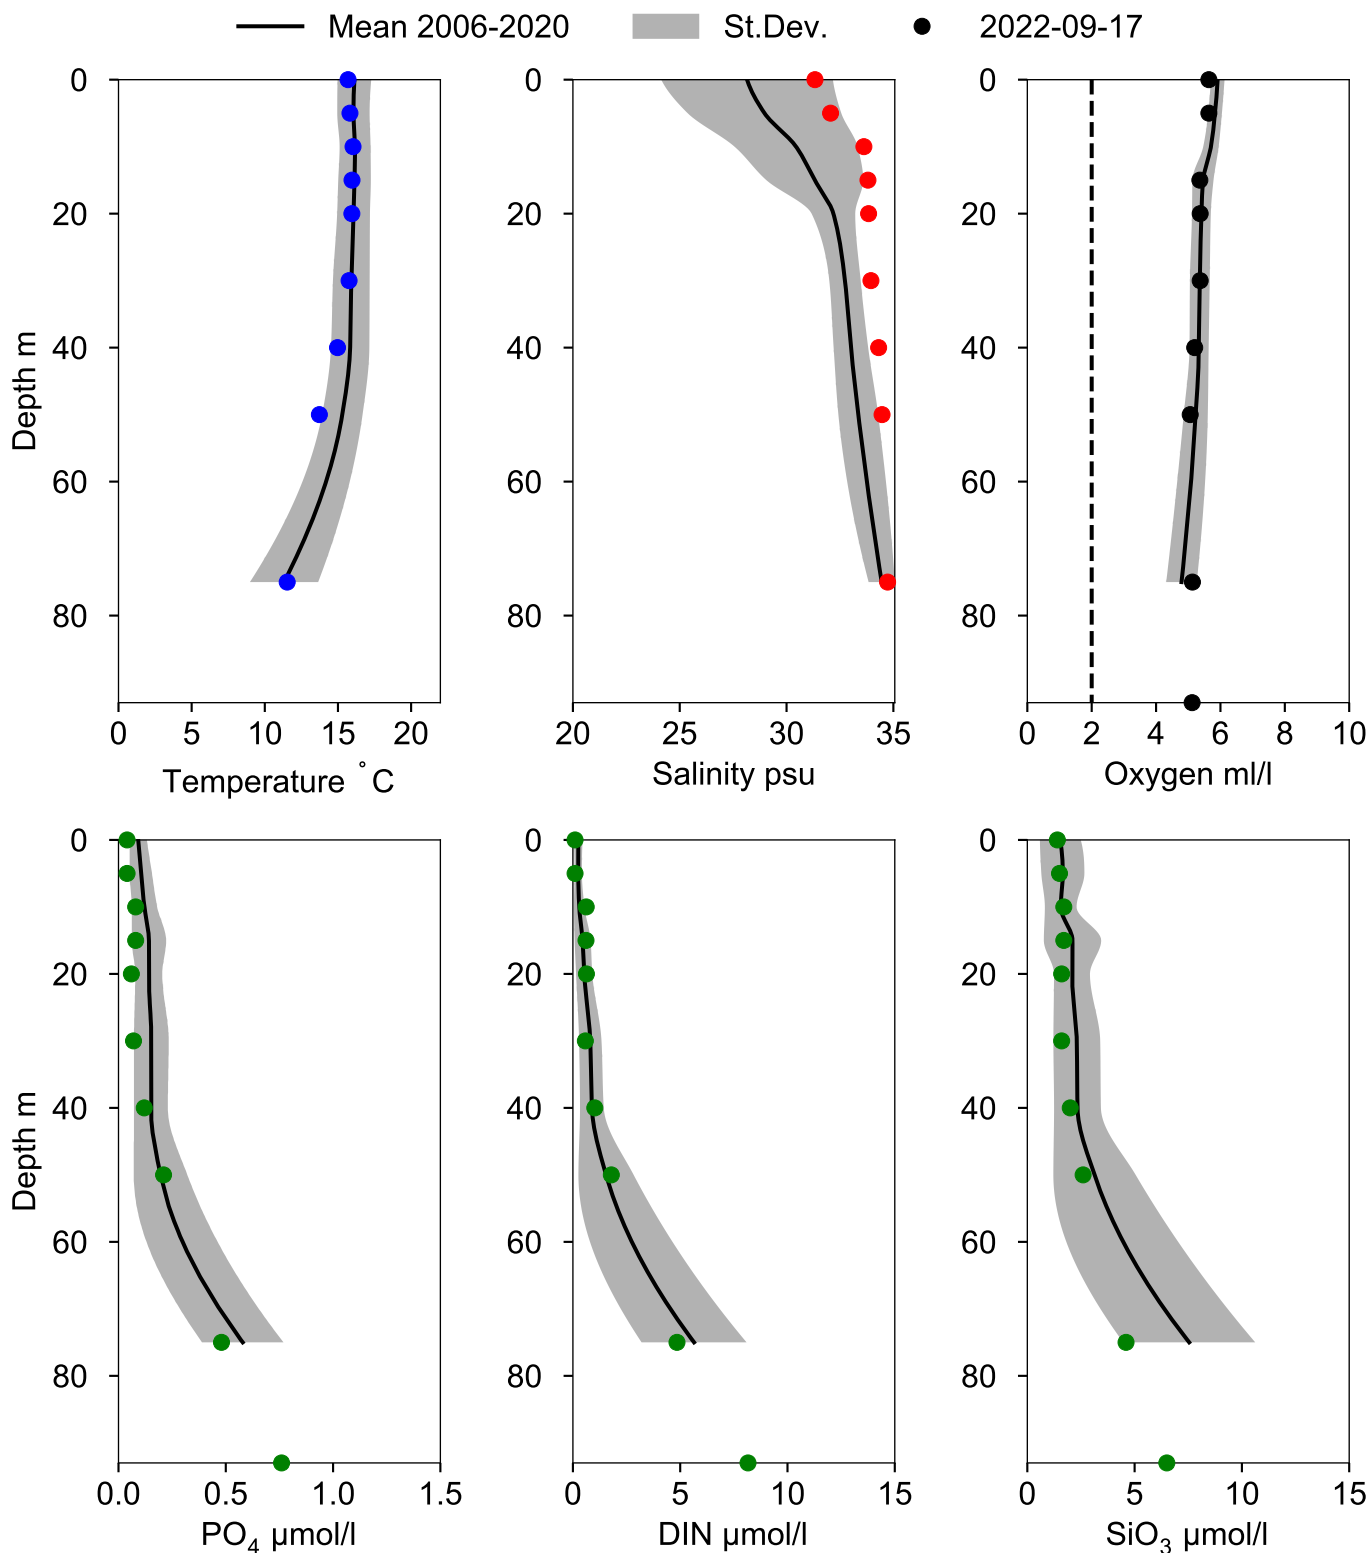 Mean 2006-2020 St.Dev. 2022-09-17
0 0 0
20 20 20
40 40 40
60 60 60
80 80 80
Depth m
0 5 10 15 20 20 25 30 35 0 2 4 6 8 10
Temperature °C Salinity psu Oxygen ml/l
0 0 0
20 20 20
40 40 40
60 60 60
80 80 80
Depth m
0.0 0.5 1.0 1.5 0 5 10 15 0 5 10 15
PO₄ μmol/l DIN μmol/l SiO₃ μmol/l